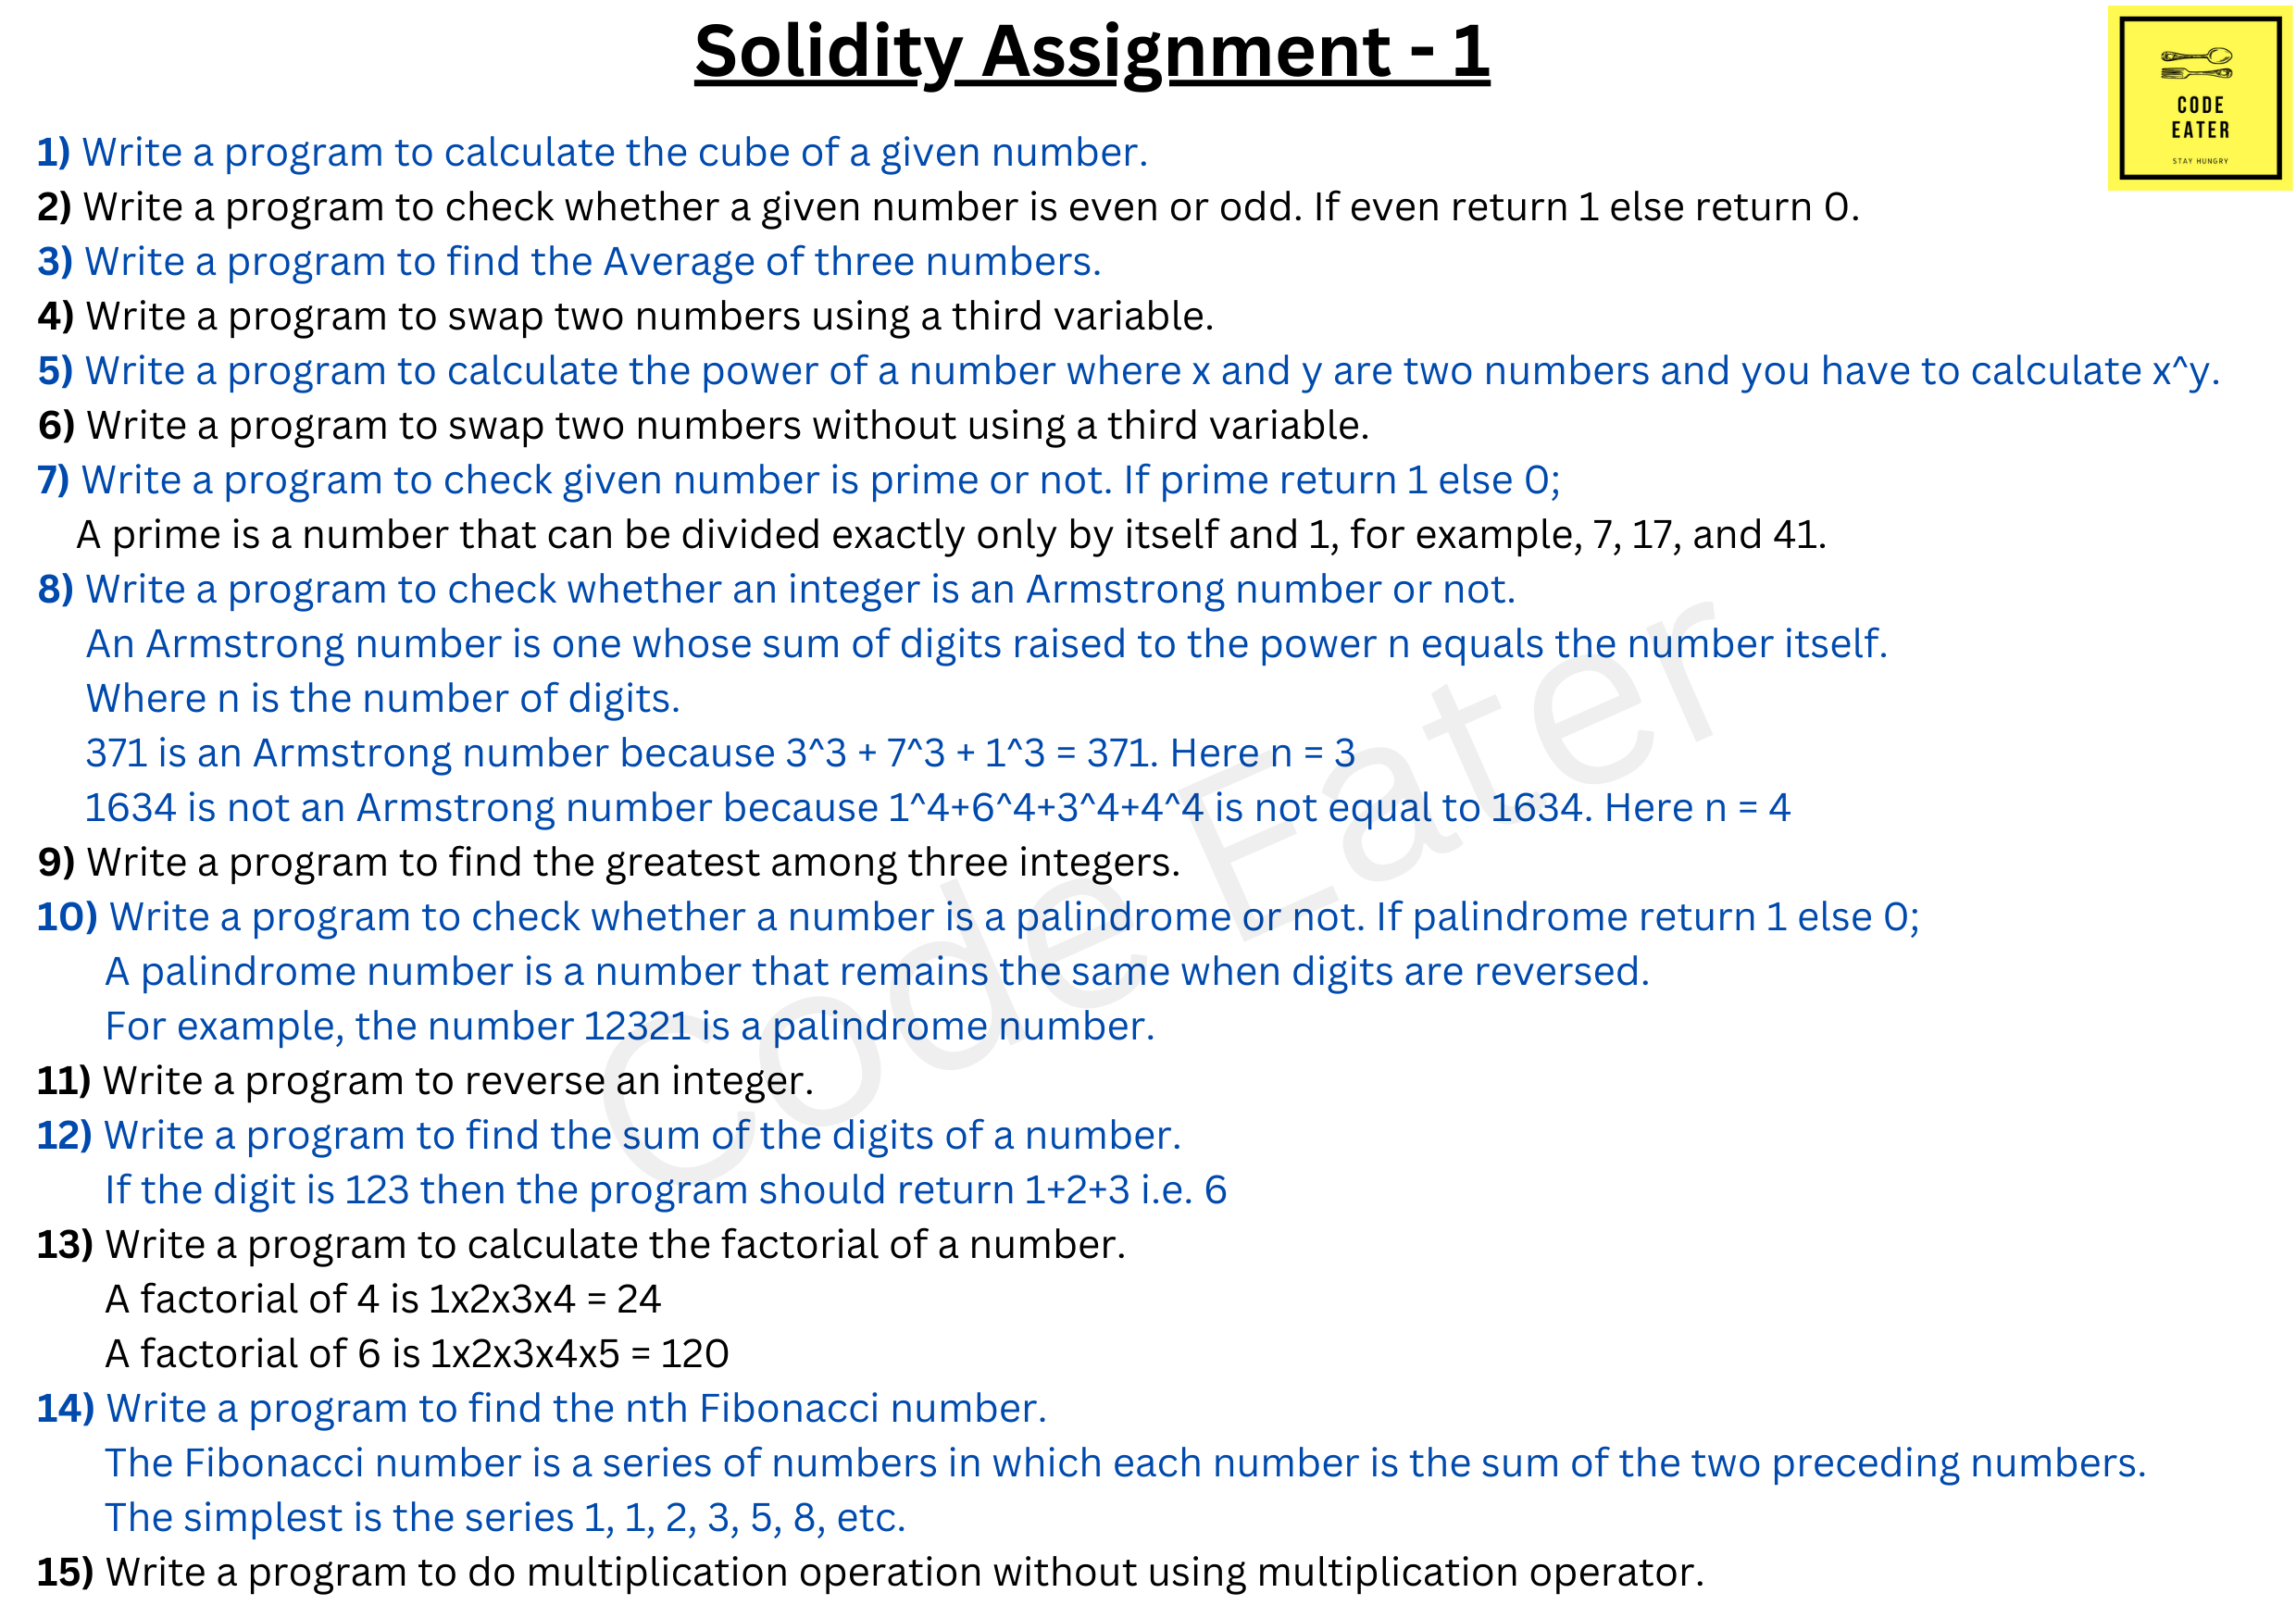 Solidity Assignment - 1
CODE
EATER
STAY HUNGRY
1) Write a program to calculate the cube of a given number.
2) Write a program to check whether a given number is even or odd. If even return 1 else return 0.
3) Write a program to find the Average of three numbers.
4) Write a program to swap two numbers using a third variable.
5) Write a program to calculate the power of a number where x and y are two numbers and you have to calculate x^y.
6) Write a program to swap two numbers without using a third variable.
7) Write a program to check given number is prime or not. If prime return 1 else 0;
A prime is a number that can be divided exactly only by itself and 1, for example, 7, 17, and 41.
8) Write a program to check whether an integer is an Armstrong number or not.
An Armstrong number is one whose sum of digits raised to the power n equals the number itself.
Where n is the number of digits.
371 is an Armstrong number because 3^3 + 7^3 + 1^3 = 371. Here n = 3
1634 is not an Armstrong number because 1^4+6^4+3^4+4^4 is not equal to 1634. Here n = 4
9) Write a program to find the greatest among three integers.
10) Write a program to check whether a number is a palindrome or not. If palindrome return 1 else 0;
A palindrome number is a number that remains the same when digits are reversed.
For example, the number 12321 is a palindrome number.
11) Write a program to reverse an integer.
12) Write a program to find the sum of the digits of a number.
If the digit is 123 then the program should return 1+2+3 i.e. 6
13) Write a program to calculate the factorial of a number.
A factorial of 4 is 1x2x3x4 = 24
A factorial of 6 is 1x2x3x4x5 = 120
14) Write a program to find the nth Fibonacci number.
The Fibonacci number is a series of numbers in which each number is the sum of the two preceding numbers.
The simplest is the series 1, 1, 2, 3, 5, 8, etc.
15) Write a program to do multiplication operation without using multiplication operator.
Code Eater